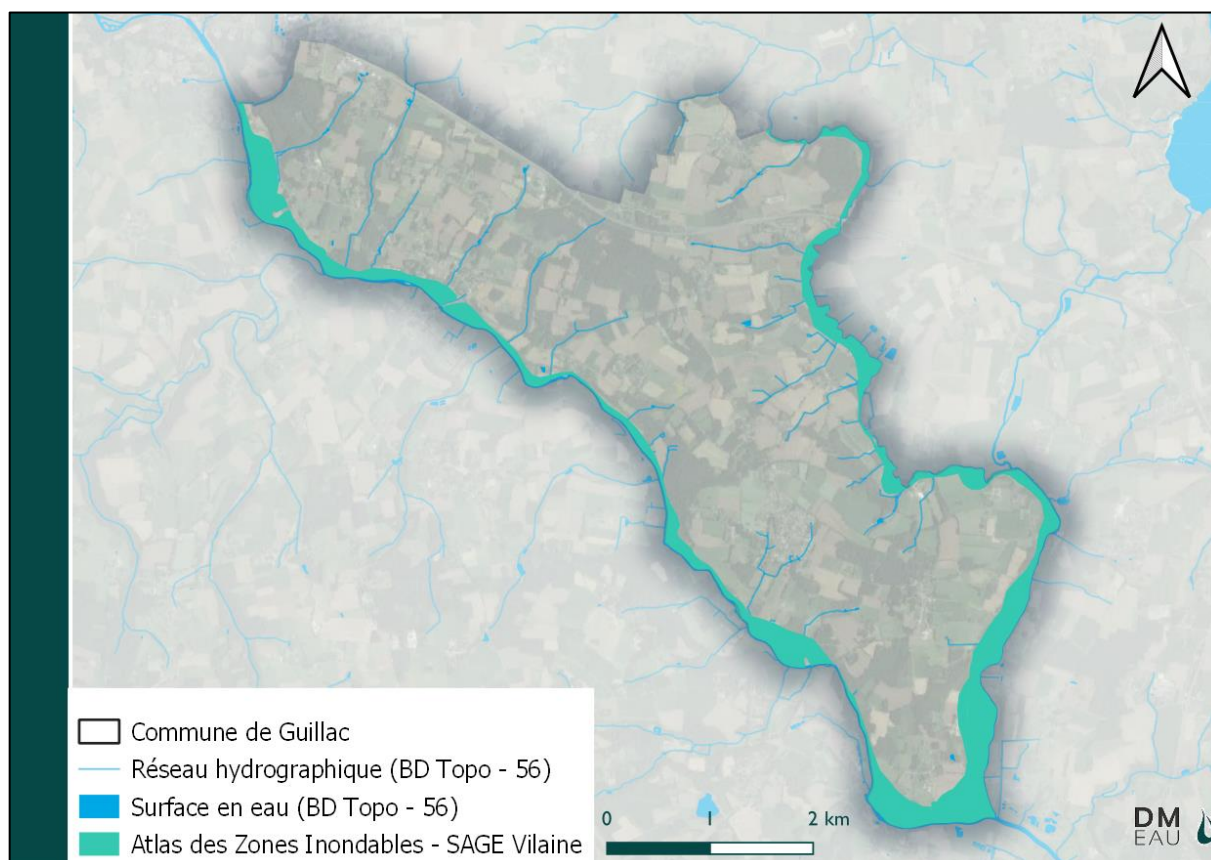 Commune de Guillac
Réseau hydrographique (BD Topo - 56)
Surface en eau (BD Topo - 56)
Atlas des Zones Inondables - SAGE Vilaine
0 2 km
DM
EAU